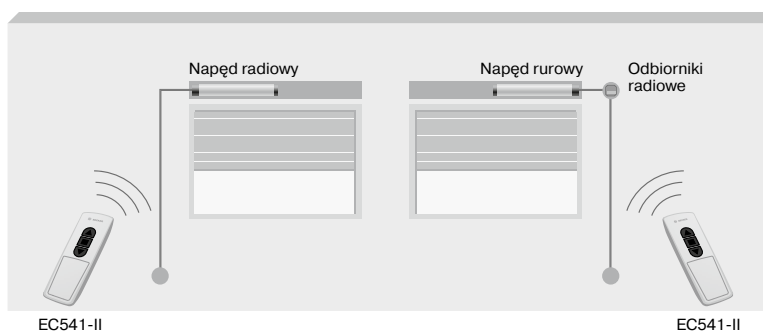 Napęd radiowy
Napęd rurowy
Odbiorniki
radiowe
EC541-II
EC541-II